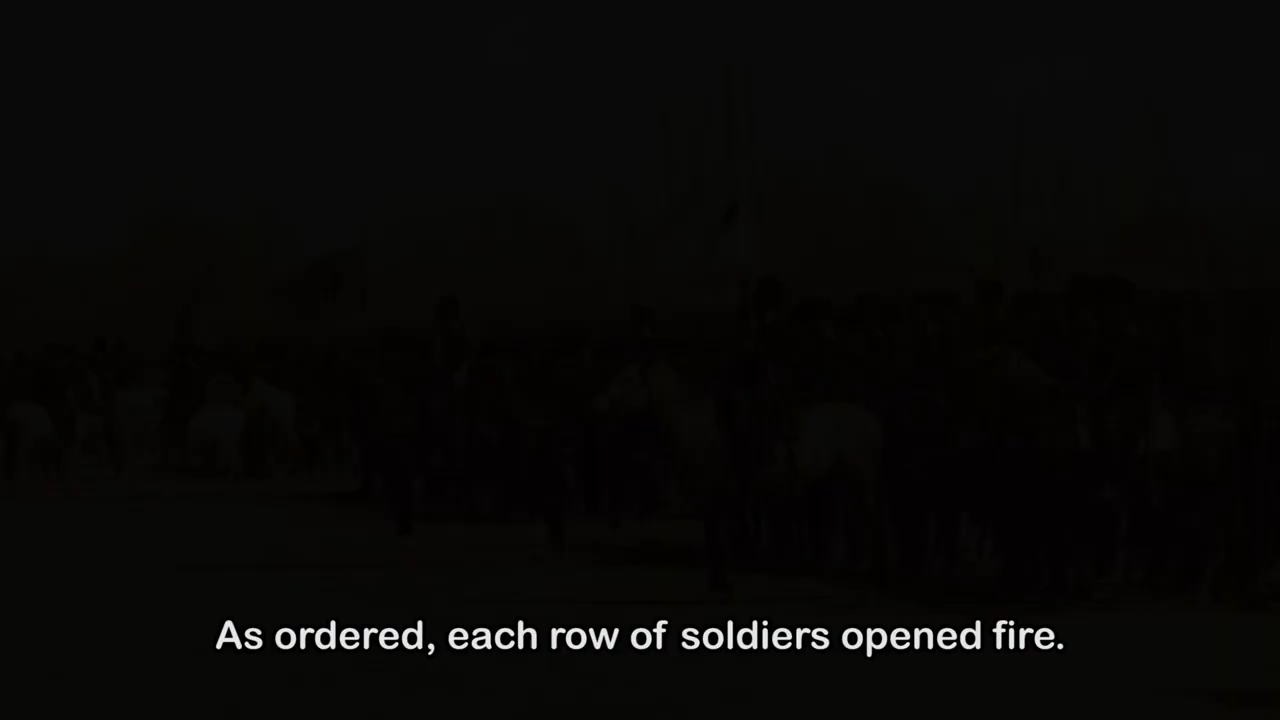 As ordered, each row of soldiers opened fire.